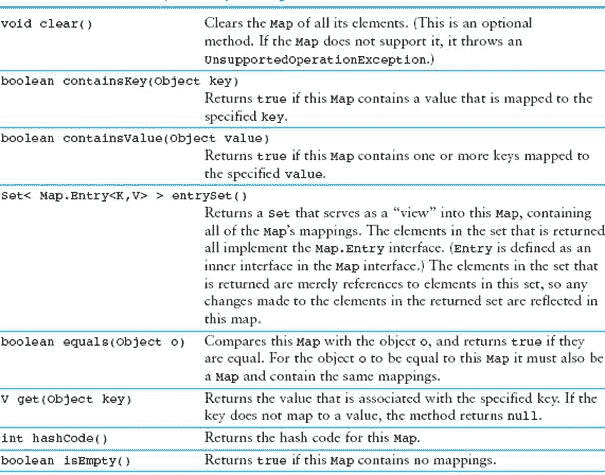 void clear() Clears the Map of all its elements. (This is an optional
method. If the Map does not support it, it throws an
UnsupportedOperationException.)
boolean containsKey(Object key)
Returns true if this Map contains a value that is mapped to the
specified key.
boolean containsValue(Object value)
Returns true if this Map contains one or more keys mapped to
the specified value.
Set< Map.Entry<K,V> > entrySet()
Returns a Set that serves as a “view” into this Map, containing
all of the Map’s mappings. The elements in the set that is returned
all implement the Map.Entry interface. (Entry is defined as an
inner interface in the Map interface.) The elements in the set that
is returned are merely references to elements in this set, so any
changes made to the elements in the returned set are reflected in
this map.
boolean equals(Object o) Compares this Map with the object o, and returns true if they
are equal. For the object o to be equal to this Map it must also be
a Map and contain the same mappings.
V get(Object key) Returns the value that is associated with the specified key. If the
key does not map to a value, the method returns null.
int hashCode() Returns the hash code for this Map.
boolean isEmpty() Returns true if this Map contains no mappings.